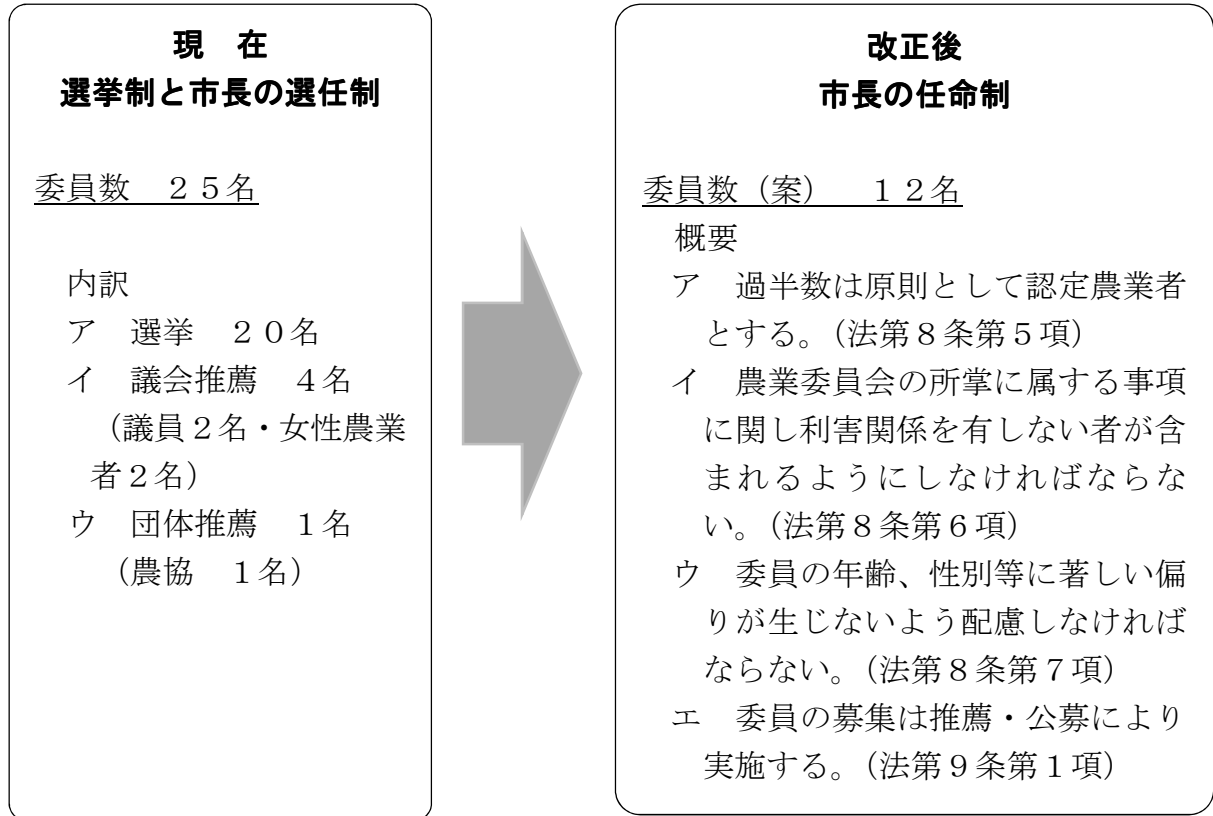 現　在
選挙制と市長の選任制
委員数　２５名
内訳
ア　選挙　２０名
イ　議会推薦　４名
（議員２名・女性農業
者２名）
ウ　団体推薦　１名
（農協　１名）
改正後
市長の任命制
委員数（案）　１２名
概要
ア　過半数は原則として認定農業者
とする。（法第８条第５項）
イ　農業委員会の所掌に属する事項
に関し利害関係を有しない者が含
まれるようにしなければならな
い。（法第８条第６項）
ウ　委員の年齢、性別等に著しい偏
りが生じないよう配慮しなければ
ならない。（法第８条第７項）
エ　委員の募集は推薦・公募により
実施する。（法第９条第１項）